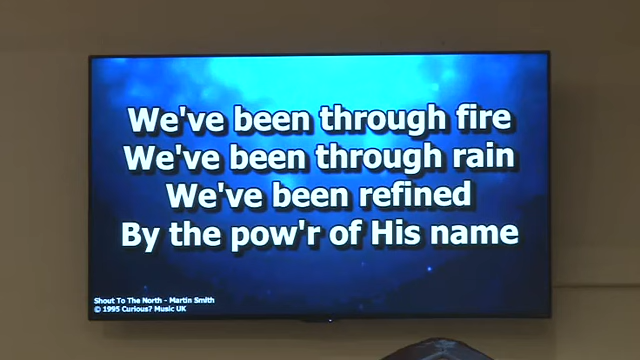 We've been through fire
We've been through rain
We've been refined
By the pow'r of His name
Shout To The North - Martin Smith
© 1995 Curious? Music UK